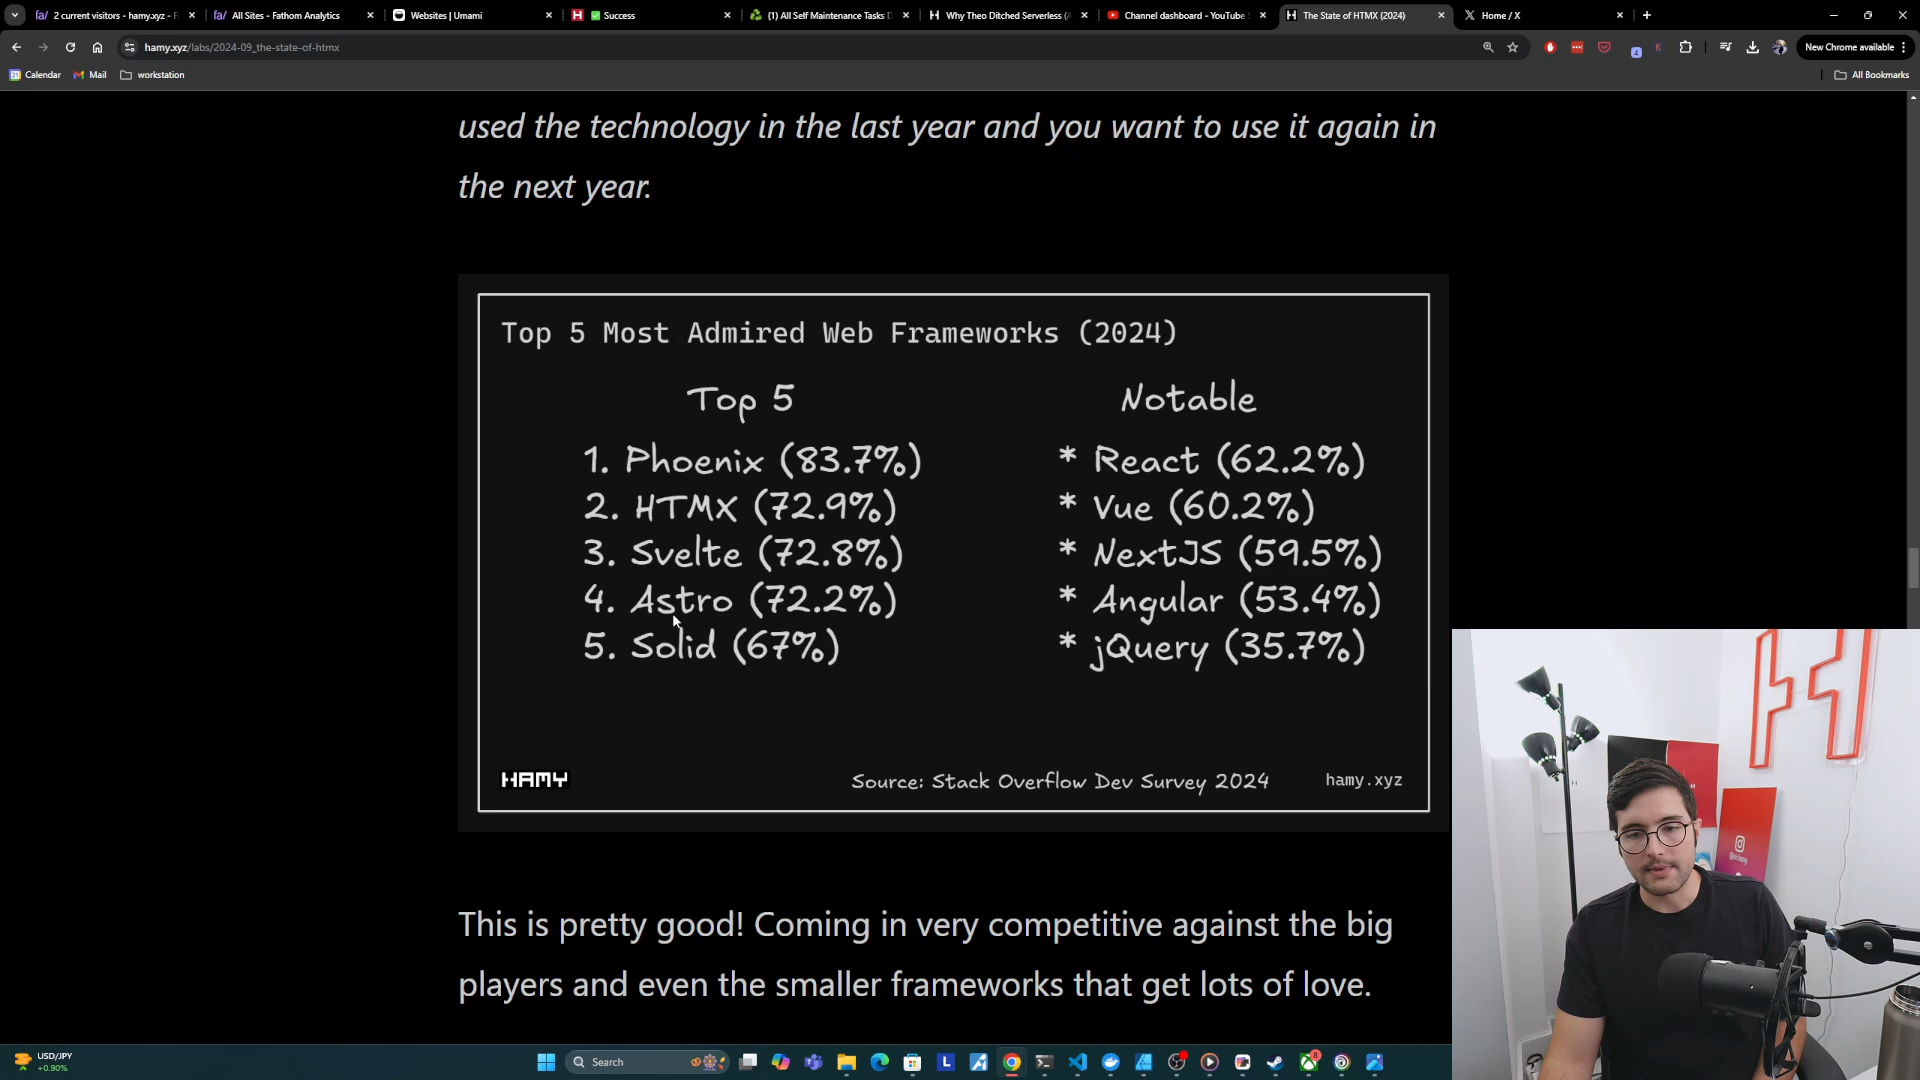 2 current visitors - hamy.xyz - F
All Sites - Fathom Analytics
Websites | Umami
Success
(1) All Self Maintenance Tasks D
Why Theo Ditched Serverless (
Channel dashboard - YouTube
The State of HTMX (2024)
Home / X
hamy.xyz/labs/2024-09_the-state-of-htmx
New Chrome available
Calendar
Mail
workstation
All Bookmarks
used the technology in the last year and you want to use it again in
the next year.
Top 5 Most Admired Web Frameworks (2024)
Top 5
1. Phoenix (83.7%)
2. HTMX (72.9%)
3. Svelte (72.8%)
4. Astro (72.2%)
5. Solid (67%)
Notable
* React (62.2%)
* Vue (60.2%)
* NextJS (59.5%)
* Angular (53.4%)
* jQuery (35.7%)
HAMY
Source: Stack Overflow Dev Survey 2024
hamy.xyz
This is pretty good! Coming in very competitive against the big
players and even the smaller frameworks that get lots of love.
USD/JPY
+0.90%
Search